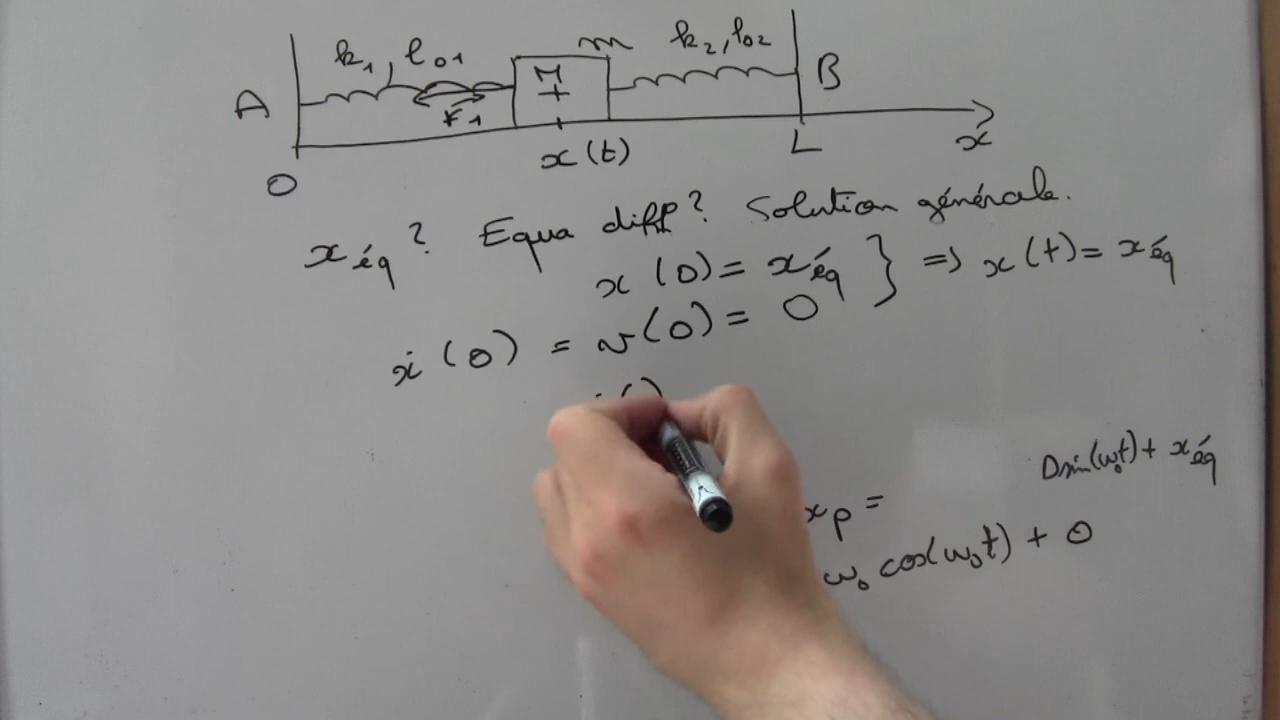 k₁, l₀₁ m k₂, l₀₂
A M B
F₁
O x(t) L x
xéq ? Equa diff ? Solution générale.
x(0) = xéq } => x(t) = xéq
ẋ(0) = v(0) = 0
Dsin(ω₀t) + xéq
xp =
ω₀ cos(ω₀t) + 0